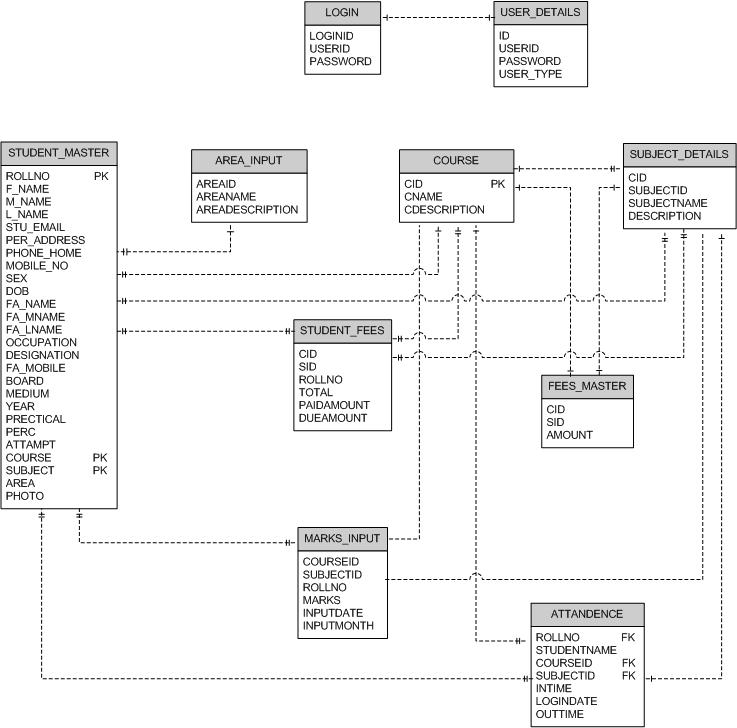 LOGIN
LOGINID
USERID
PASSWORD
USER_DETAILS
ID
USERID
PASSWORD
USER_TYPE
STUDENT_MASTER
ROLLNO PK
F_NAME
M_NAME
L_NAME
STU_EMAIL
PER_ADDRESS
PHONE_HOME
MOBILE_NO
SEX
DOB
FA_NAME
FA_MNAME
FA_LNAME
OCCUPATION
DESIGNATION
FA_MOBILE
BOARD
MEDIUM
YEAR
PRECTICAL
PERC
ATTAMPT
COURSE PK
SUBJECT PK
AREA
PHOTO
AREA_INPUT
AREAID
AREANAME
AREADESCRIPTION
COURSE
CID PK
CNAME
CDESCRIPTION
SUBJECT_DETAILS
CID
SUBJECTID
SUBJECTNAME
DESCRIPTION
STUDENT_FEES
CID
SID
ROLLNO
TOTAL
PAIDAMOUNT
DUEAMOUNT
FEES_MASTER
CID
SID
AMOUNT
MARKS_INPUT
COURSEID
SUBJECTID
ROLLNO
MARKS
INPUTDATE
INPUTMONTH
ATTANDENCE
ROLLNO FK
STUDENTNAME
COURSEID FK
SUBJECTID FK
INTIME
LOGINDATE
OUTTIME